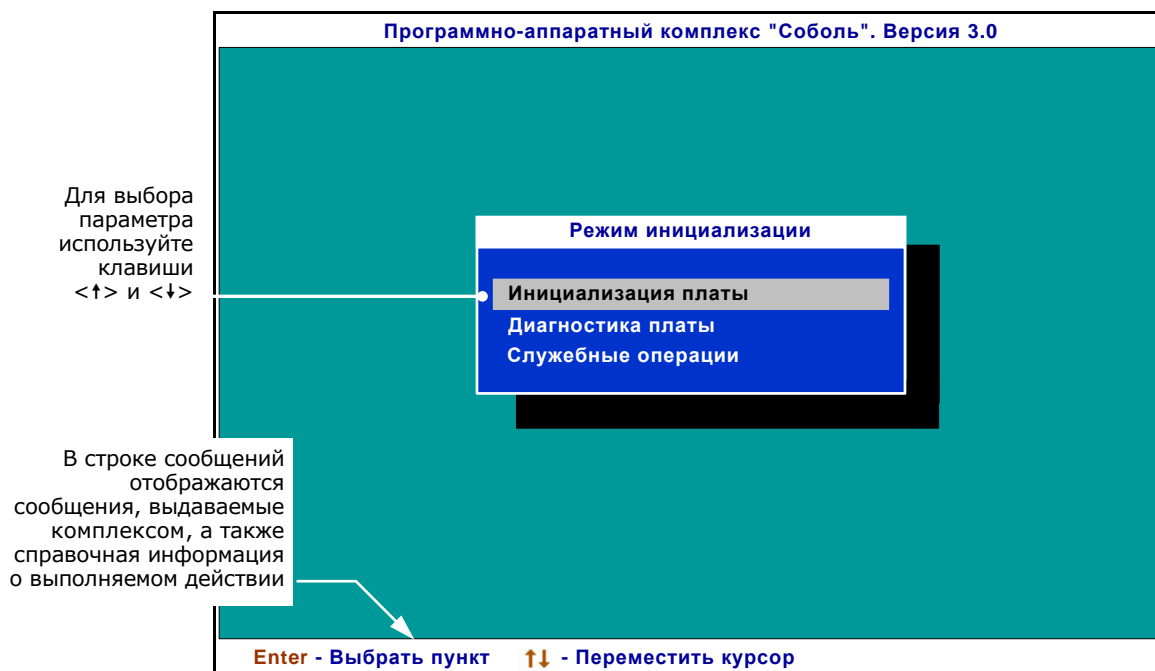 Программно-аппаратный комплекс "Соболь". Версия 3.0
Для выбора
параметра
используйте
клавиши
<↑> и <↓>
Режим инициализации
Инициализация платы
Диагностика платы
Служебные операции
В строке сообщений
отображаются
сообщения, выдаваемые
комплексом, а также
справочная информация
о выполняемом действии
Enter - Выбрать пункт ↑↓ - Переместить курсор